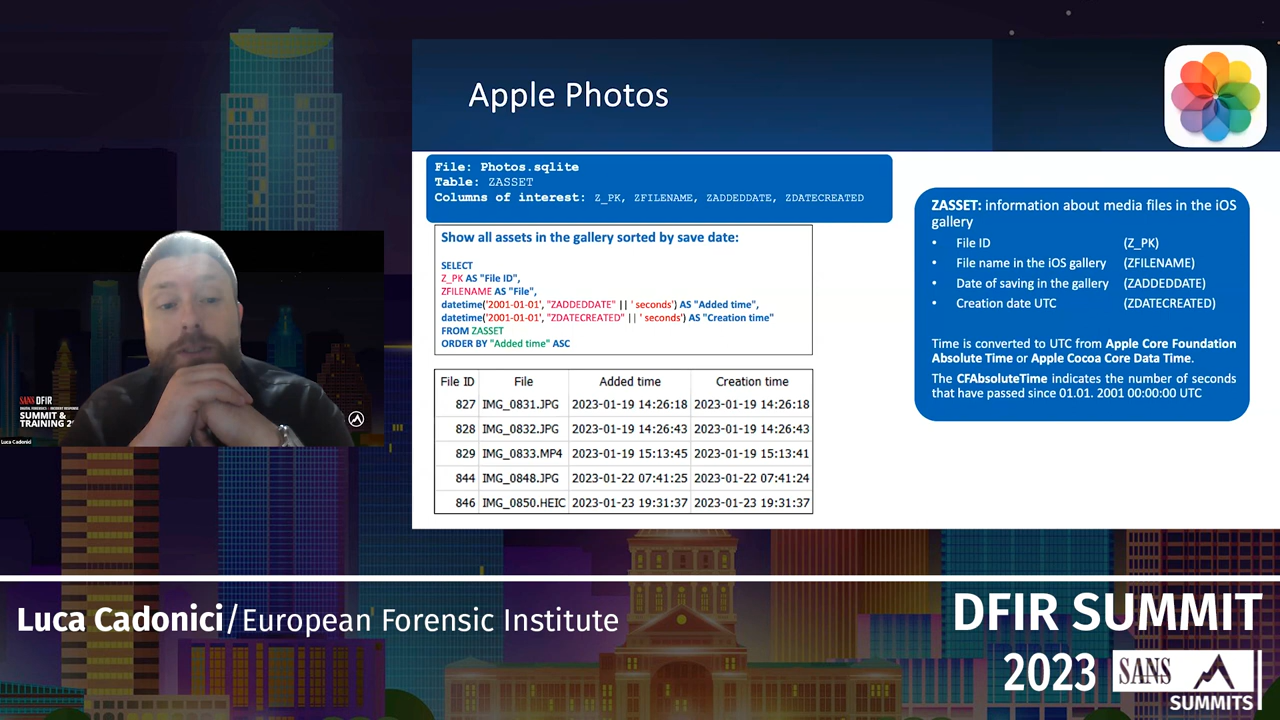 Apple Photos
File: Photos.sqlite
Table: ZASSET
Columns of interest: Z_PK, ZFILENAME, ZADDEDDATE, ZDATECREATED
Show all assets in the gallery sorted by save date:
SELECT
Z_PK AS "File ID",
ZFILENAME AS "File",
datetime('2001-01-01', "ZADDEDDATE" || ' seconds') AS "Added time",
datetime('2001-01-01', "ZDATECREATED" || ' seconds') AS "Creation time"
FROM ZASSET
ORDER BY "Added time" ASC
File ID File Added time Creation time
827 IMG_0831.JPG 2023-01-19 14:26:18 2023-01-19 14:26:18
828 IMG_0832.JPG 2023-01-19 14:26:43 2023-01-19 14:26:43
829 IMG_0833.MP4 2023-01-19 15:13:45 2023-01-19 15:13:41
844 IMG_0848.JPG 2023-01-22 07:41:25 2023-01-22 07:41:24
846 IMG_0850.HEIC 2023-01-23 19:31:37 2023-01-23 19:31:37
ZASSET: information about media files in the iOS
gallery
• File ID (Z_PK)
• File name in the iOS gallery (ZFILENAME)
• Date of saving in the gallery (ZADDEDDATE)
• Creation date UTC (ZDATECREATED)
Time is converted to UTC from Apple Core Foundation
Absolute Time or Apple Cocoa Core Data Time.
The CFAbsoluteTime indicates the number of seconds
that have passed since 01.01. 2001 00:00:00 UTC
SANS DFIR
DIGITAL FORENSICS & INCIDENT RESPONSE
SUMMIT &
TRAINING 2
Luca Cadonici
Luca Cadonici/European Forensic Institute
DFIR SUMMIT
2023 SANS
SUMMITS